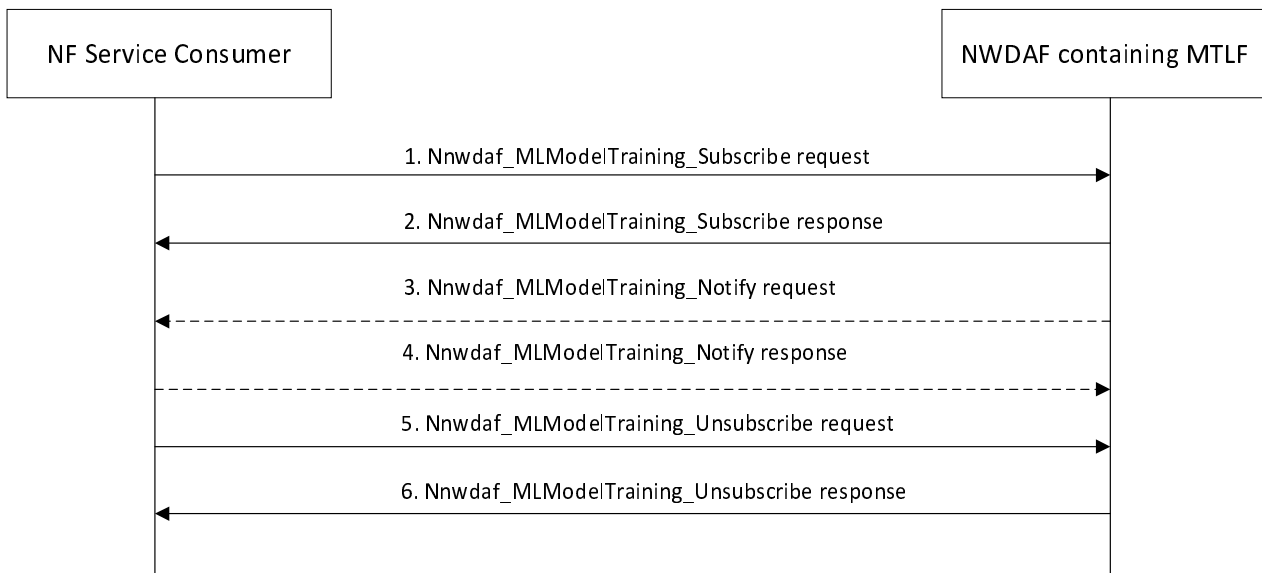 NF Service Consumer
NWDAF containing MTLF
1. Nnwdaf_MLModelTraining_Subscribe request
2. Nnwdaf_MLModelTraining_Subscribe response
3. Nnwdaf_MLModelTraining_Notify request
4. Nnwdaf_MLModelTraining_Notify response
5. Nnwdaf_MLModelTraining_Unsubscribe request
6. Nnwdaf_MLModelTraining_Unsubscribe response